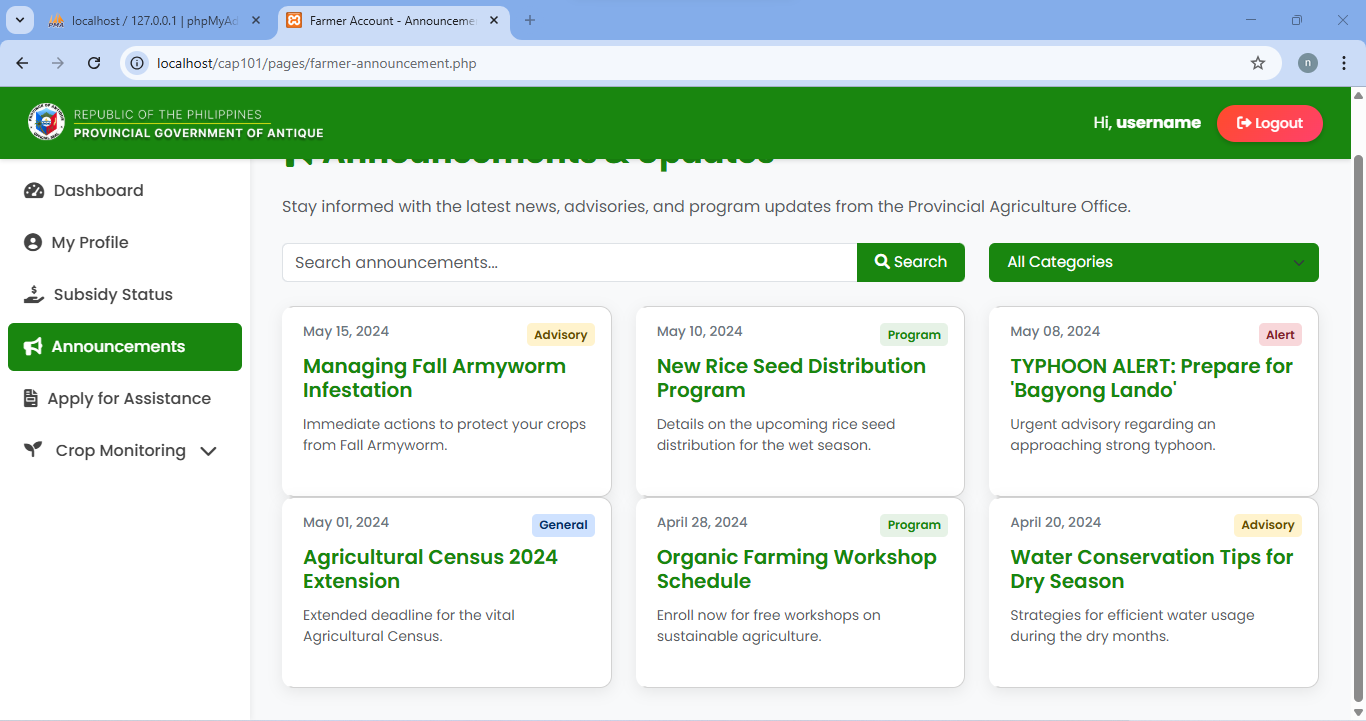 localhost / 127.0.0.1 | phpMyAd
Farmer Account - Announceme
localhost/cap101/pages/farmer-announcement.php
n
REPUBLIC OF THE PHILIPPINES
PROVINCIAL GOVERNMENT OF ANTIQUE
Hi, username
Logout
Announcements & Updates
Dashboard
My Profile
Subsidy Status
Announcements
Apply for Assistance
Crop Monitoring
Stay informed with the latest news, advisories, and program updates from the Provincial Agriculture Office.
Search announcements...
Search
All Categories
May 15, 2024
Advisory
Managing Fall Armyworm
Infestation
Immediate actions to protect your crops
from Fall Armyworm.
May 10, 2024
Program
New Rice Seed Distribution
Program
Details on the upcoming rice seed
distribution for the wet season.
May 08, 2024
Alert
TYPHOON ALERT: Prepare for
'Bagyong Lando'
Urgent advisory regarding an
approaching strong typhoon.
May 01, 2024
General
Agricultural Census 2024
Extension
Extended deadline for the vital
Agricultural Census.
April 28, 2024
Program
Organic Farming Workshop
Schedule
Enroll now for free workshops on
sustainable agriculture.
April 20, 2024
Advisory
Water Conservation Tips for
Dry Season
Strategies for efficient water usage
during the dry months.